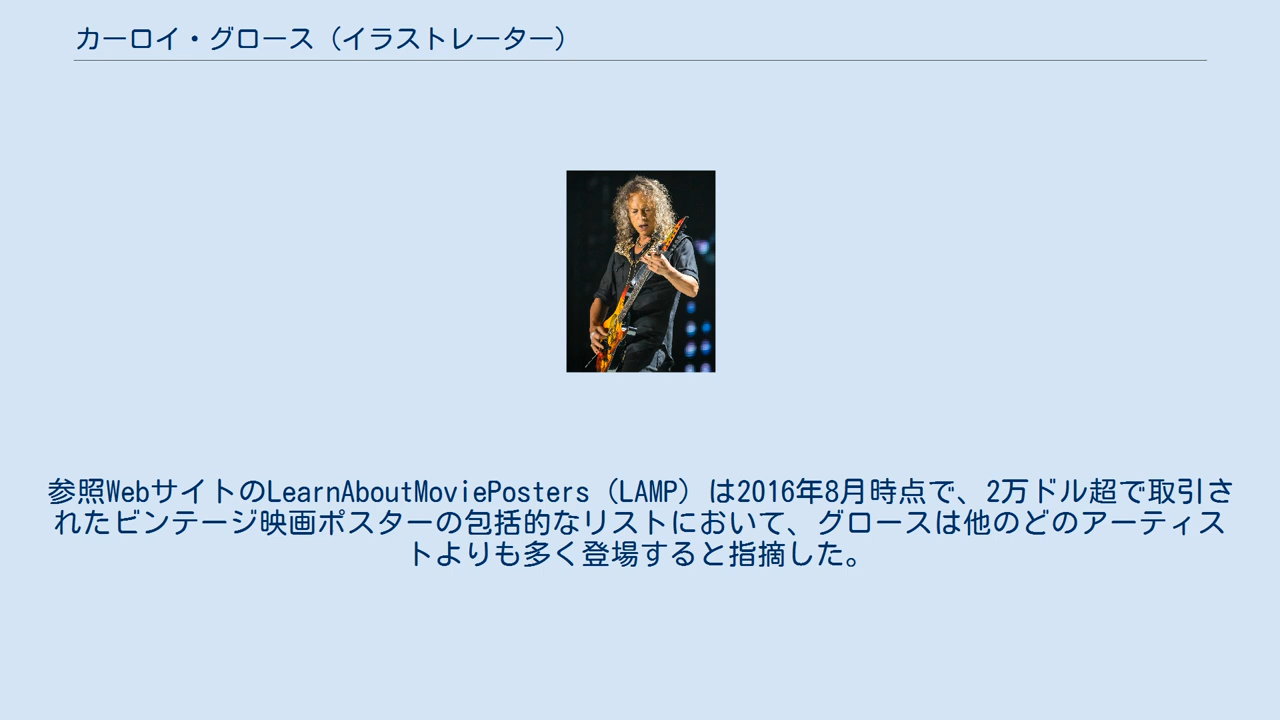 カーロイ・グロース（イラストレーター）
参照WebサイトのLearnAboutMoviePosters（LAMP）は2016年8月時点で、2万ドル超で取引さ
れたビンテージ映画ポスターの包括的なリストにおいて、グロースは他のどのアーティス
トよりも多く登場すると指摘した。